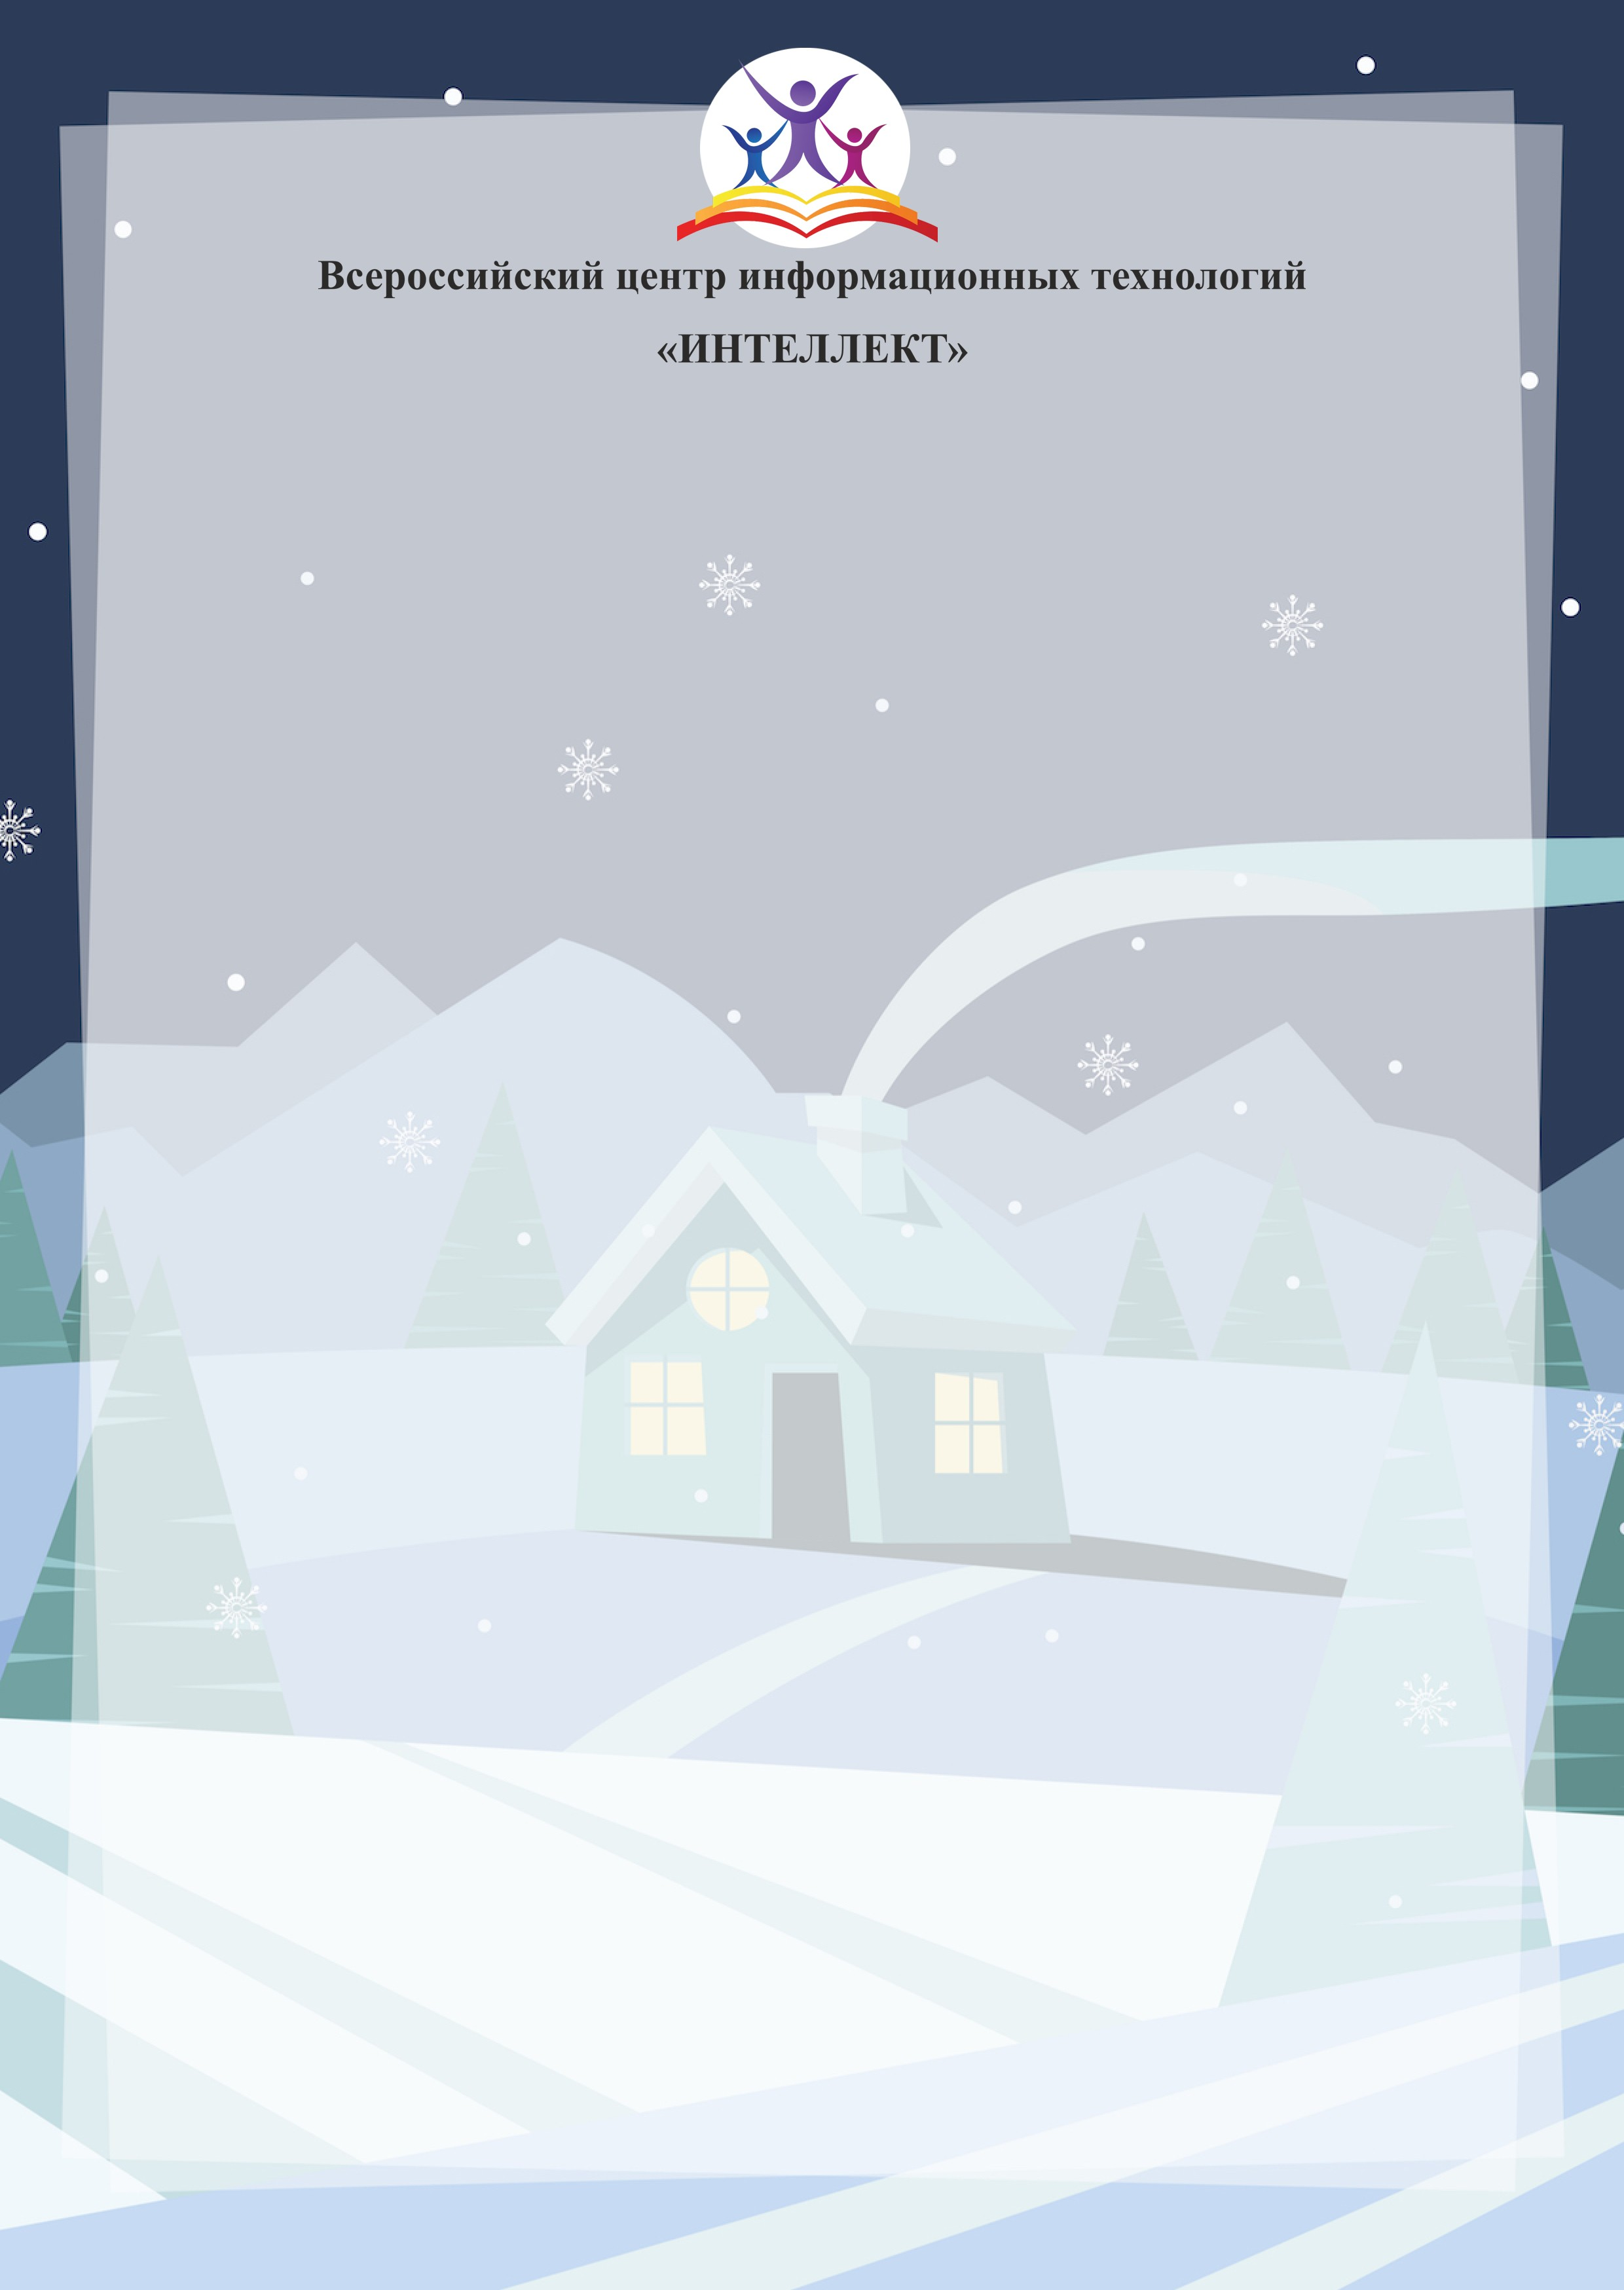 Всероссийский центр информационных технологий
«ИНТЕЛЛЕКТ»